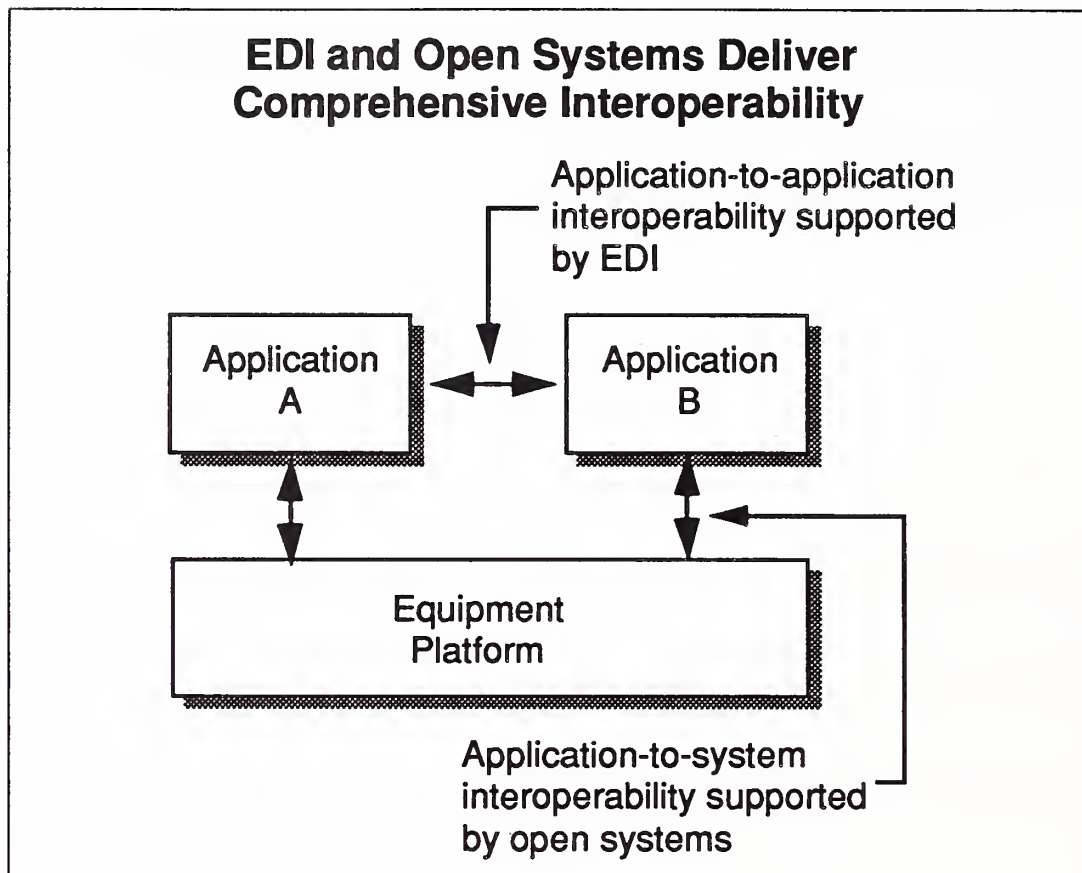 EDI and Open Systems Deliver
Comprehensive Interoperability
Application-to-application
interoperability supported
by EDI
Application
A
Application
B
Equipment
Platform
Application-to-system
interoperability supported
by open systems